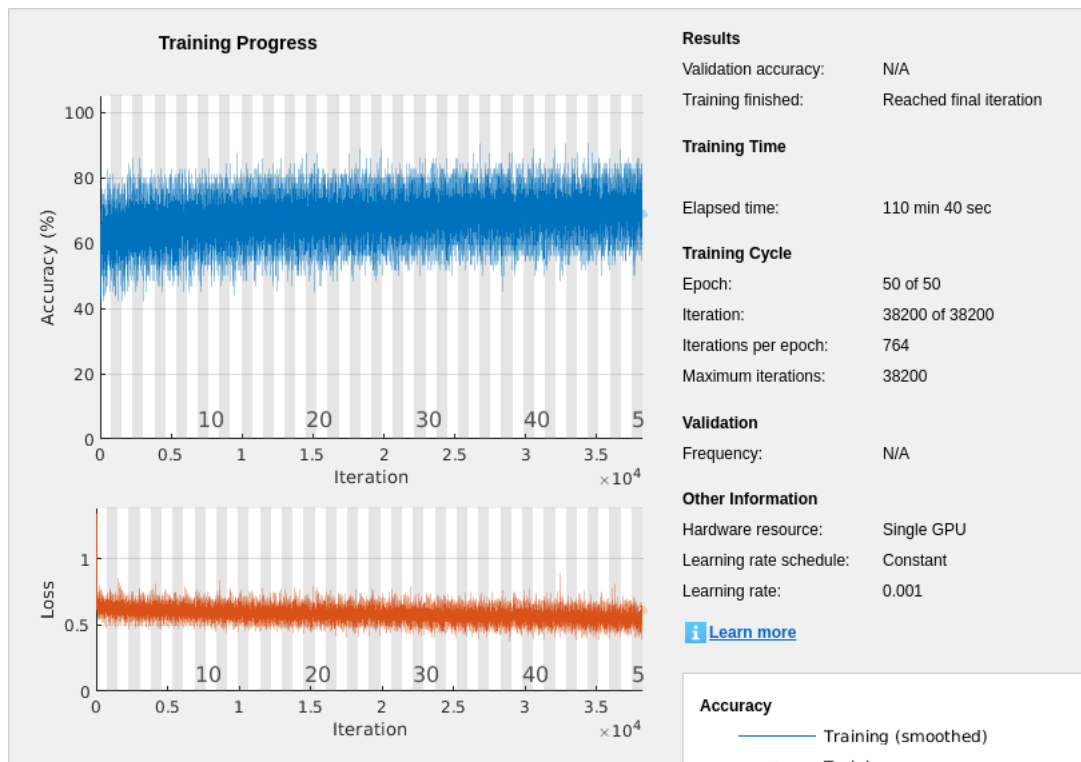 Training Progress
100
80
60
40
20
0
Accuracy (%)
10 20 30 40 5
0 0.5 1 1.5 2 2.5 3 3.5
Iteration
×10^4
1
0.5
0
Loss
10 20 30 40 5
0 0.5 1 1.5 2 2.5 3 3.5
Iteration
×10^4
Results
Validation accuracy: N/A
Training finished: Reached final iteration
Training Time
Elapsed time: 110 min 40 sec
Training Cycle
Epoch: 50 of 50
Iteration: 38200 of 38200
Iterations per epoch: 764
Maximum iterations: 38200
Validation
Frequency: N/A
Other Information
Hardware resource: Single GPU
Learning rate schedule: Constant
Learning rate: 0.001
i Learn more
Accuracy
Training (smoothed)